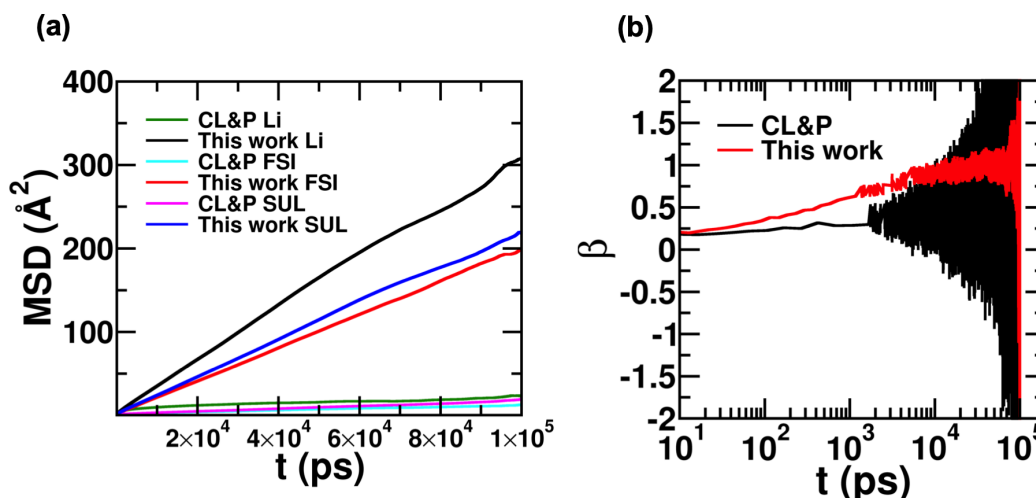 (a)
400
300
200
100
MSD (Å²)
CL&P Li
This work Li
CL&P FSI
This work FSI
CL&P SUL
This work SUL
2×10⁴ 4×10⁴ 6×10⁴ 8×10⁴ 1×10⁵
t (ps)
(b)
2
1.5
1
0.5
0
-0.5
-1
-1.5
-2
β
CL&P
This work
10¹ 10² 10³ 10⁴ 10⁵
t (ps)